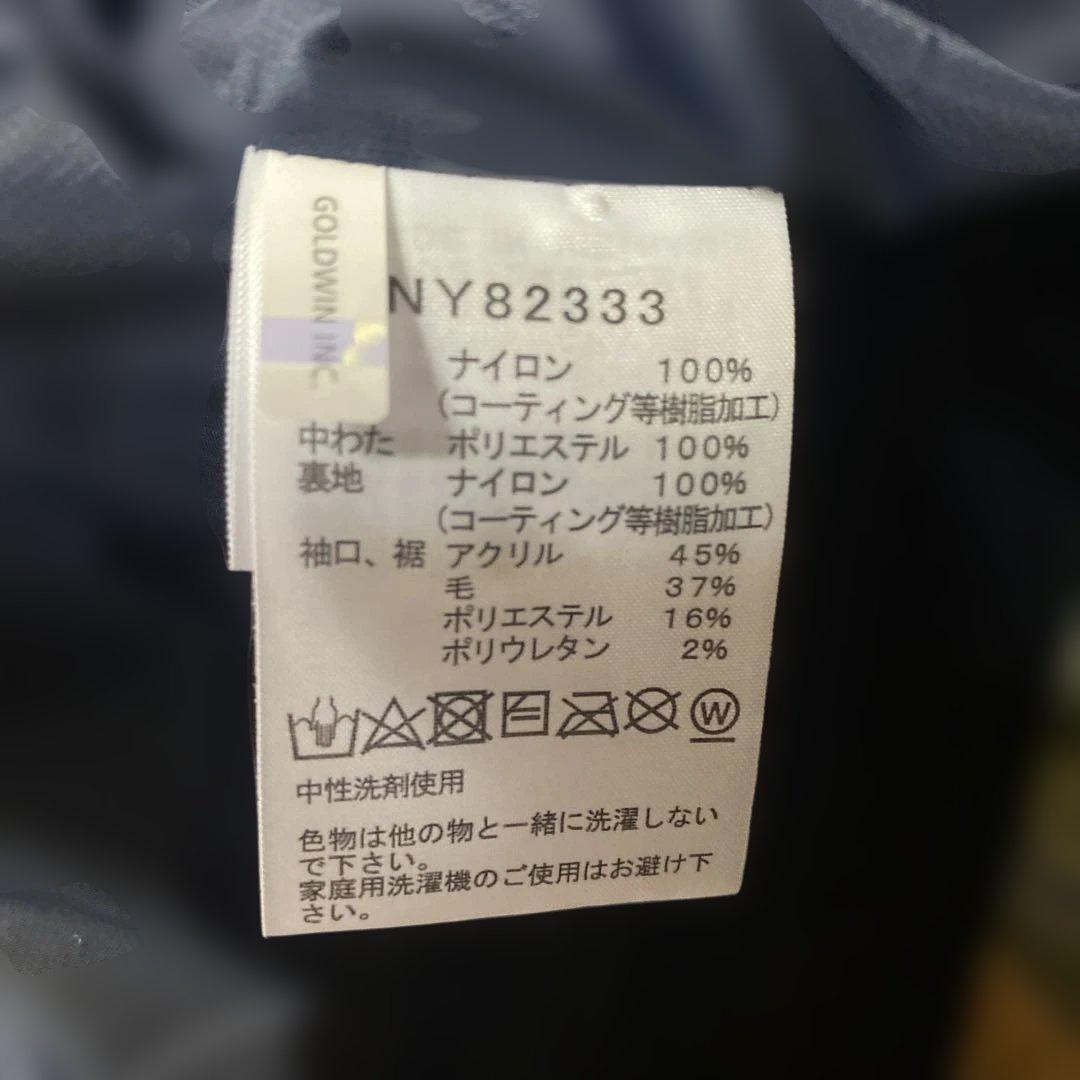 GOLDWIN INC.
NY82333
ナイロン 100%
(コーティング等樹脂加工)
中わた ポリエステル 100%
裏地 ナイロン 100%
(コーティング等樹脂加工)
袖口、裾 アクリル 45%
毛 37%
ポリエステル 16%
ポリウレタン 2%
W
中性洗剤使用
色物は他の物と一緒に洗濯しない
で下さい。
家庭用洗濯機のご使用はお避け下
さい。